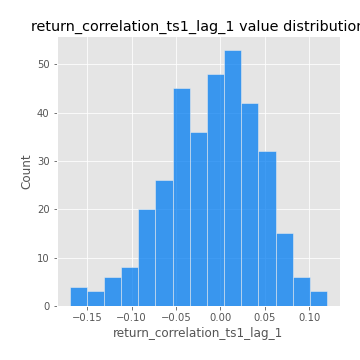 return_correlation_ts1_lag_1 value distribution
50
40
30
20
10
0
Count
−0.15 −0.10 −0.05 0.00 0.05 0.10
return_correlation_ts1_lag_1